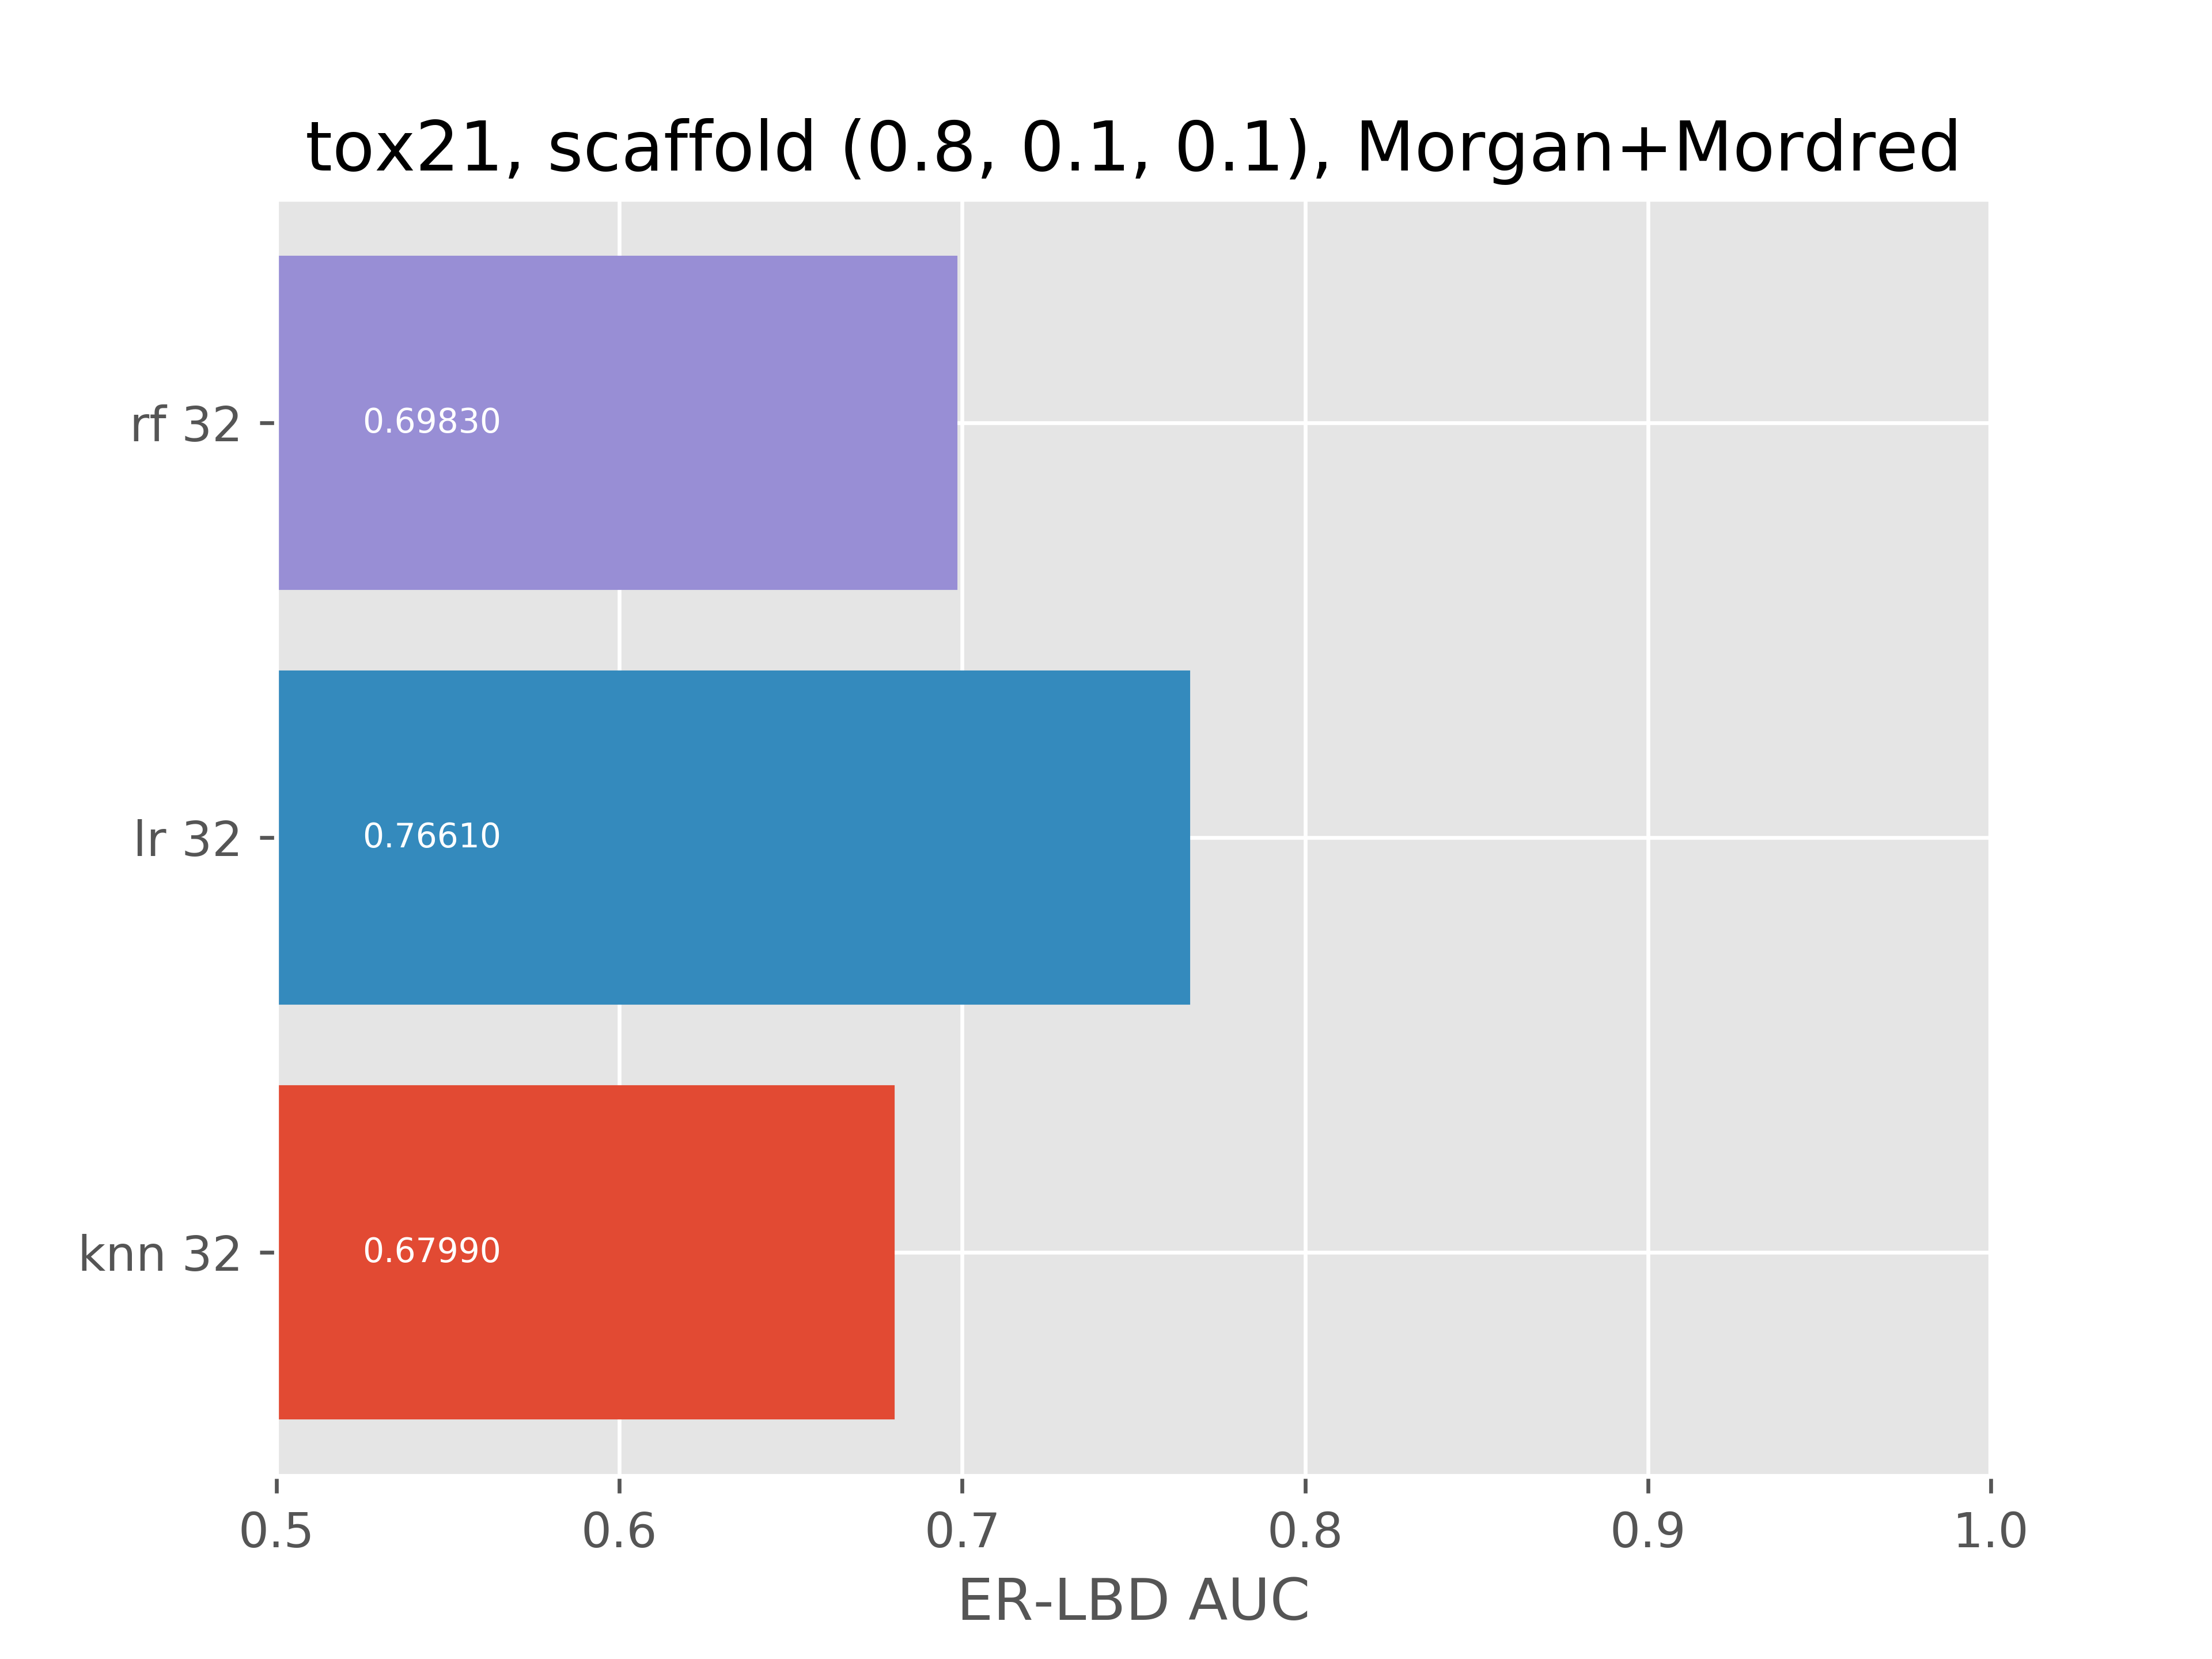 tox21, scaffold (0.8, 0.1, 0.1), Morgan+Mordred
rf 32
0.69830
lr 32
0.76610
knn 32
0.67990
0.5 0.6 0.7 0.8 0.9 1.0
ER-LBD AUC